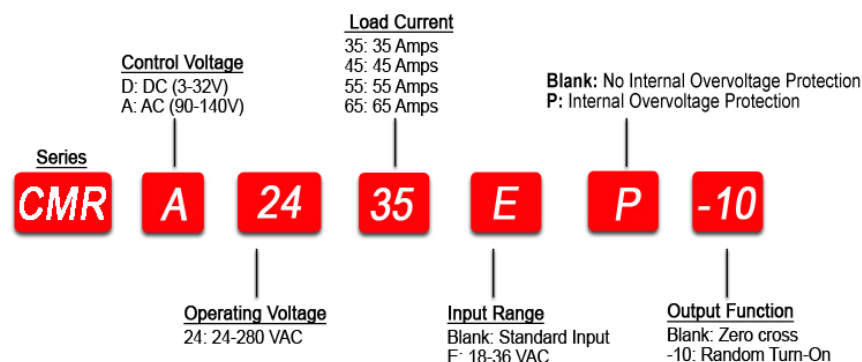 Load Current
35: 35 Amps
45: 45 Amps
55: 55 Amps
65: 65 Amps
Control Voltage
D: DC (3-32V)
A: AC (90-140V)
Blank: No Internal Overvoltage Protection
P: Internal Overvoltage Protection
Series
CMR A 24 35 E P -10
Operating Voltage
24: 24-280 VAC
Input Range
Blank: Standard Input
E: 18-36 VAC
Output Function
Blank: Zero cross
-10: Random Turn-On